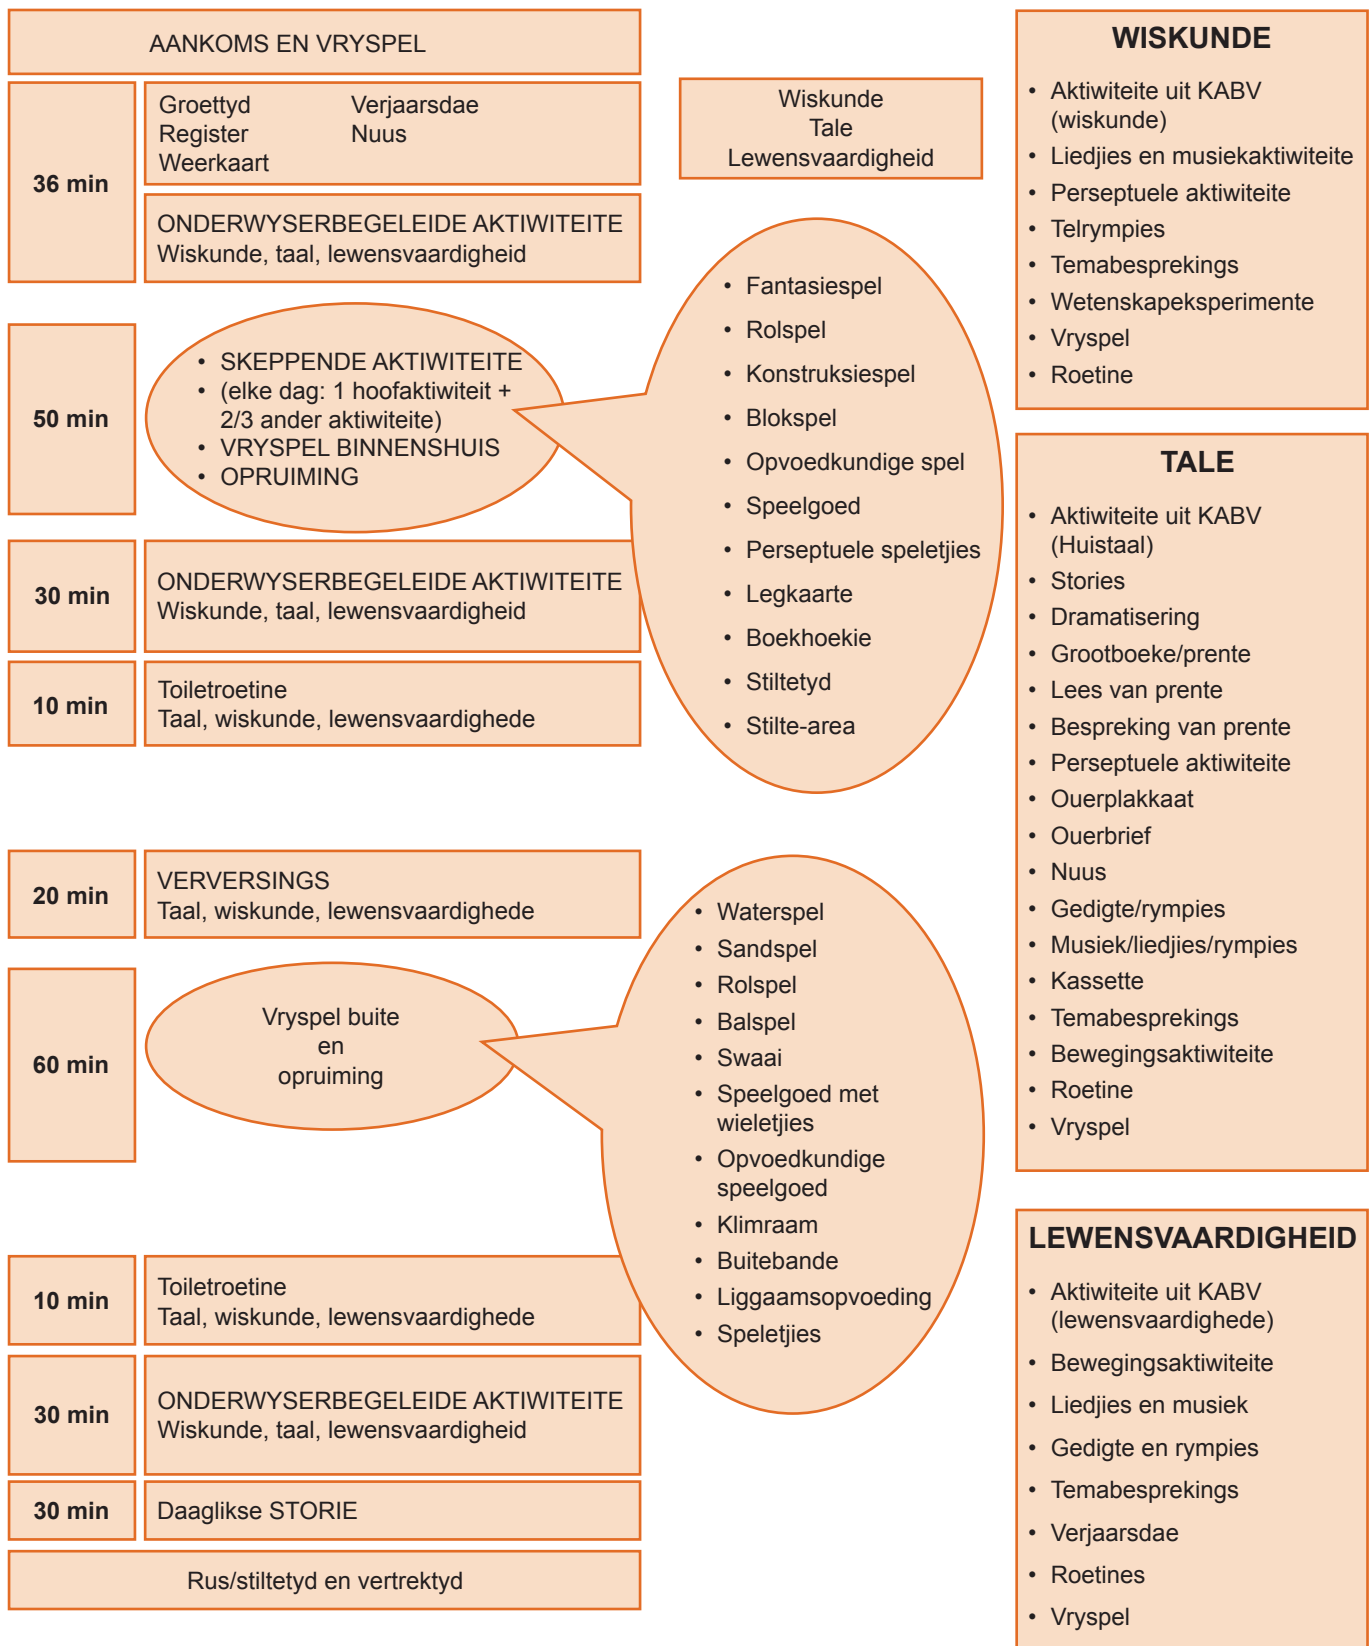 AANKOMS EN VRYSPEL
36 min
Groettyd Verjaarsdae
Register Nuus
Weerkaart
ONDERWYSERBEGELEIDE AKTIWITEITE
Wiskunde, taal, lewensvaardigheid
50 min
• SKEPPENDE AKTIWITEITE
• (elke dag: 1 hoofaktiwiteit +
2/3 ander aktiwiteite)
• VRYSPEL BINNENSHUIS
• OPRUIMING
30 min
ONDERWYSERBEGELEIDE AKTIWITEITE
Wiskunde, taal, lewensvaardigheid
10 min
Toiletroetine
Taal, wiskunde, lewensvaardighede
20 min
VERVERSINGS
Taal, wiskunde, lewensvaardighede
60 min
Vryspel buite
en
opruiming
10 min
Toiletroetine
Taal, wiskunde, lewensvaardighede
30 min
ONDERWYSERBEGELEIDE AKTIWITEITE
Wiskunde, taal, lewensvaardigheid
30 min
Daaglikse STORIE
Rus/stiltetyd en vertrektyd
Wiskunde
Tale
Lewensvaardigheid
• Fantasiespel
• Rolspel
• Konstruksiespel
• Blokspel
• Opvoedkundige spel
• Speelgoed
• Perseptuele speletjies
• Legkaarte
• Boekhoekie
• Stiltetyd
• Stilte-area
• Waterspel
• Sandspel
• Rolspel
• Balspel
• Swaai
• Speelgoed met
wieletjies
• Opvoedkundige
speelgoed
• Klimraam
• Buitebande
• Liggaamsopvoeding
• Speletjies
WISKUNDE
• Aktiwiteite uit KABV
(wiskunde)
• Liedjies en musiekaktiwiteite
• Perseptuele aktiwiteite
• Telrympies
• Temabesprekings
• Wetenskapeksperimente
• Vryspel
• Roetine
TALE
• Aktiwiteite uit KABV
(Huistaal)
• Stories
• Dramatisering
• Grootboeke/prente
• Lees van prente
• Bespreking van prente
• Perseptuele aktiwiteite
• Ouerplakkaat
• Ouerbrief
• Nuus
• Gedigte/rympies
• Musiek/liedjies/rympies
• Kassette
• Temabesprekings
• Bewegingsaktiwiteite
• Roetine
• Vryspel
LEWENSVAARDIGHEID
• Aktiwiteite uit KABV
(lewensvaardighede)
• Bewegingsaktiwiteite
• Liedjies en musiek
• Gedigte en rympies
• Temabesprekings
• Verjaarsdae
• Roetines
• Vryspel